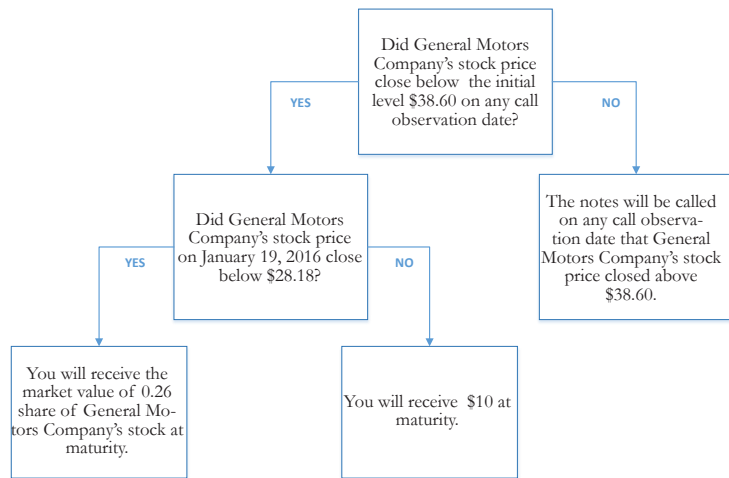 Did General Motors
Company's stock price
close below the initial
level $38.60 on any call
observation date?
YES
NO
Did General Motors
Company's stock price
on January 19, 2016 close
below $28.18?
The notes will be called
on any call observa-
tion date that General
Motors Company's stock
price closed above
$38.60.
YES
NO
You will receive the
market value of 0.26
share of General Mo-
tors Company's stock at
maturity.
You will receive $10 at
maturity.